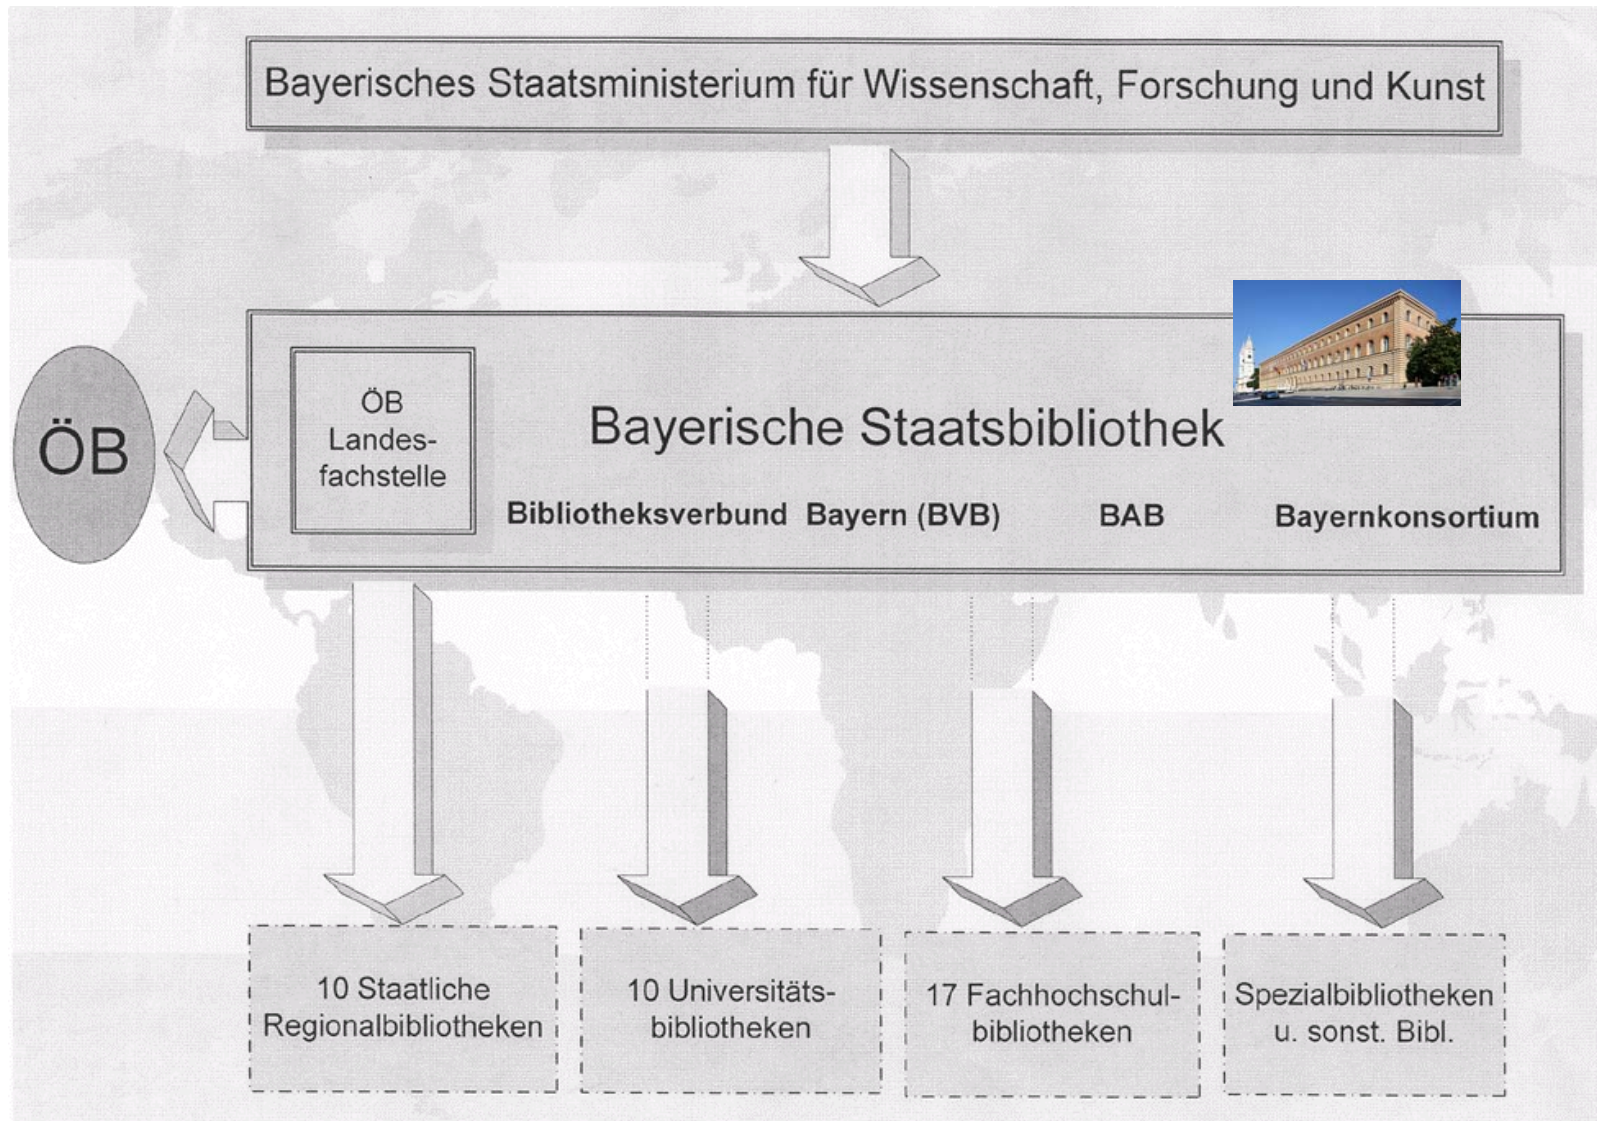 Bayerisches Staatsministerium für Wissenschaft, Forschung und Kunst
ÖB
ÖB
Landes-
fachstelle
Bayerische Staatsbibliothek
Bibliotheksverbund Bayern (BVB) BAB Bayernkonsortium
10 Staatliche
Regionalbibliotheken
10 Universitäts-
bibliotheken
17 Fachhochschul-
bibliotheken
Spezialbibliotheken
u. sonst. Bibl.